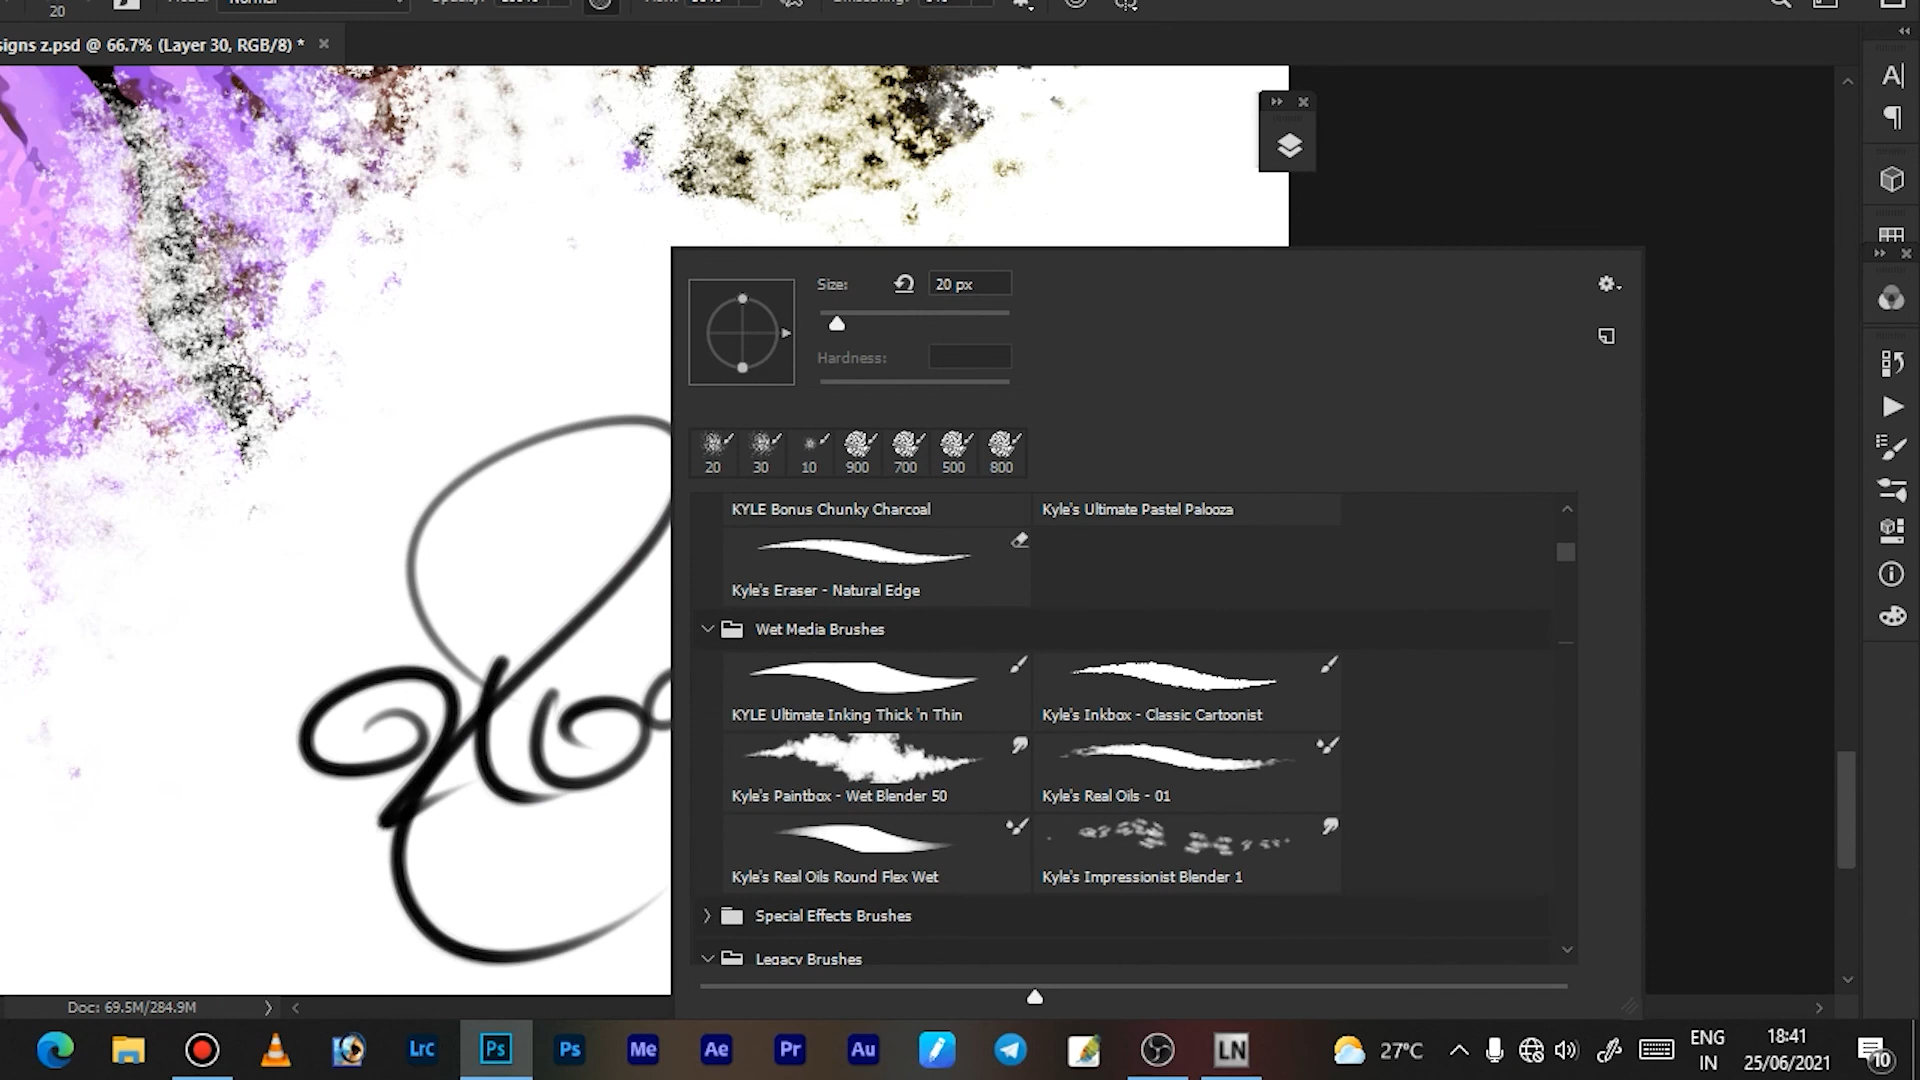 20
signs z.psd @ 66.7% (Layer 30, RGB/8) *
Size:
20 px
Hardness:
20 30 10 900 700 500 800
KYLE Bonus Chunky Charcoal
Kyle's Ultimate Pastel Palooza
Kyle's Eraser - Natural Edge
Wet Media Brushes
KYLE Ultimate Inking Thick 'n Thin
Kyle's Inkbox - Classic Cartoonist
Kyle's Paintbox - Wet Blender 50
Kyle's Real Oils - 01
Kyle's Real Oils Round Flex Wet
Kyle's Impressionist Blender 1
Special Effects Brushes
Legacy Brushes
Doc: 69.5M/284.9M
Lrc Ps Ps Me Ae Pr Au LN
27°C
ENG
IN
18:41
25/06/2021
10